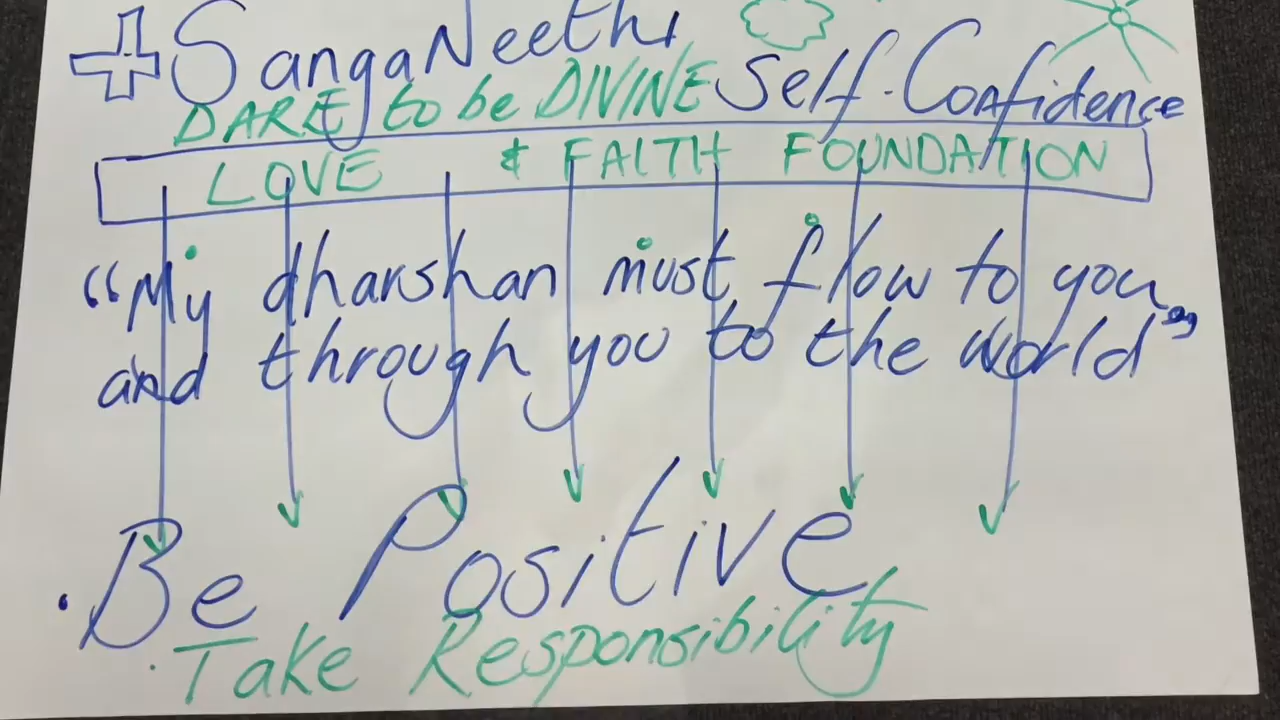 SangaNeethi
DARE to be DIVINE Self-Confidence
LOVE & FAITH FOUNDATION
“My dharshan must flow to you
and through you to the world”
. Be Positive
. Take Responsibility